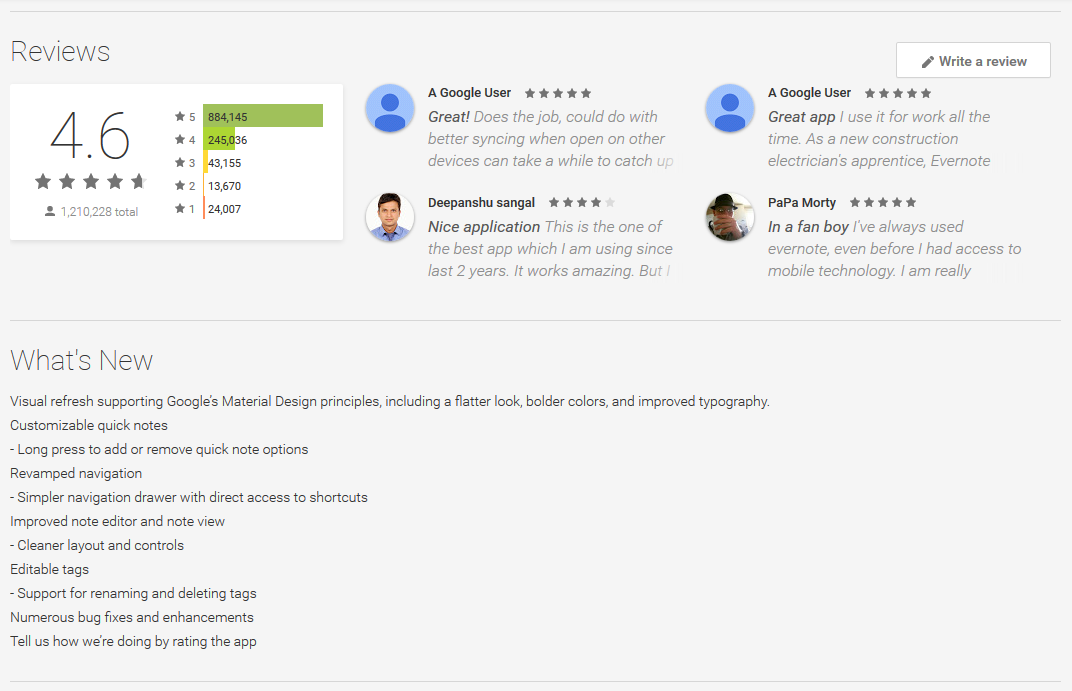 Reviews
Write a review
4.6
1,210,228 total
5 884,145
4 245,036
3 43,155
2 13,670
1 24,007
A Google User
Great! Does the job, could do with
better syncing when open on other
devices can take a while to catch up
A Google User
Great app I use it for work all the
time. As a new construction
electrician's apprentice, Evernote
Deepanshu sangal
Nice application This is the one of
the best app which I am using since
last 2 years. It works amazing. But I
PaPa Morty
In a fan boy I've always used
evernote, even before I had access to
mobile technology. I am really
What's New
Visual refresh supporting Google's Material Design principles, including a flatter look, bolder colors, and improved typography.
Customizable quick notes
- Long press to add or remove quick note options
Revamped navigation
- Simpler navigation drawer with direct access to shortcuts
Improved note editor and note view
- Cleaner layout and controls
Editable tags
- Support for renaming and deleting tags
Numerous bug fixes and enhancements
Tell us how we're doing by rating the app